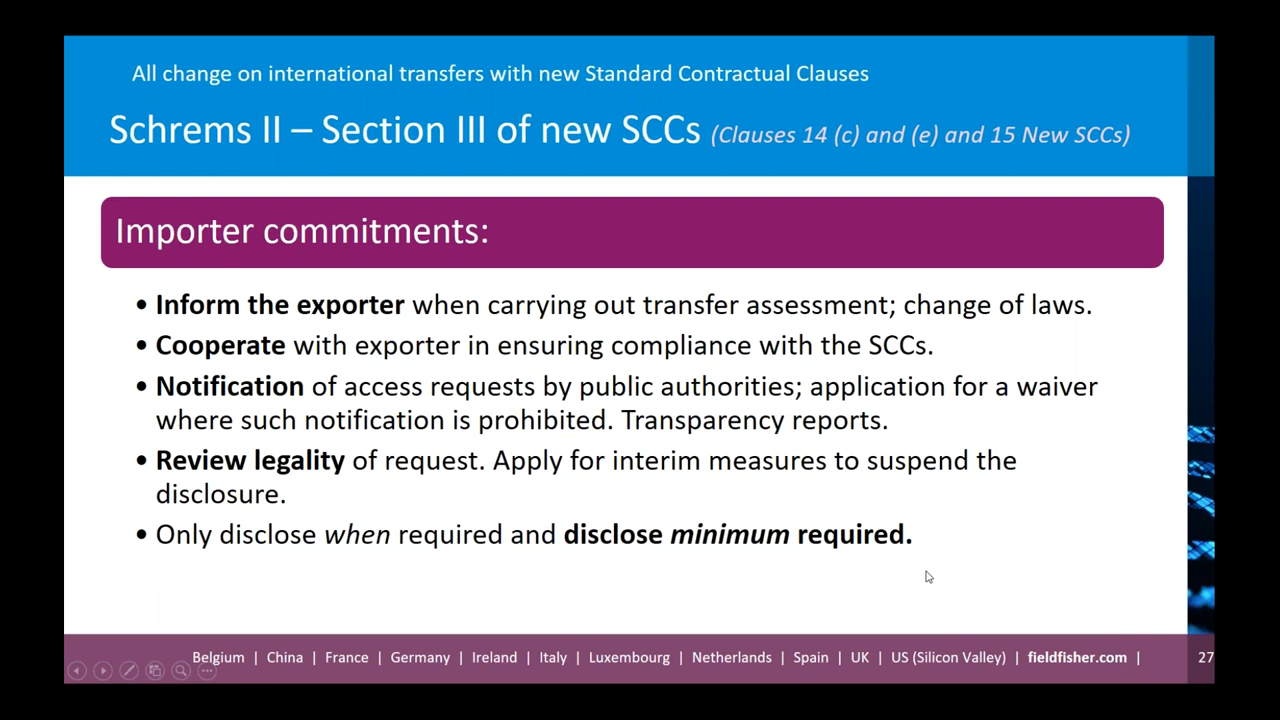 All change on international transfers with new Standard Contractual Clauses
Schrems II – Section III of new SCCs (Clauses 14 (c) and (e) and 15 New SCCs)
Importer commitments:
• Inform the exporter when carrying out transfer assessment; change of laws.
• Cooperate with exporter in ensuring compliance with the SCCs.
• Notification of access requests by public authorities; application for a waiver
where such notification is prohibited. Transparency reports.
• Review legality of request. Apply for interim measures to suspend the
disclosure.
• Only disclose when required and disclose minimum required.
Belgium | China | France | Germany | Ireland | Italy | Luxembourg | Netherlands | Spain | UK | US (Silicon Valley) | fieldfisher.com | 27